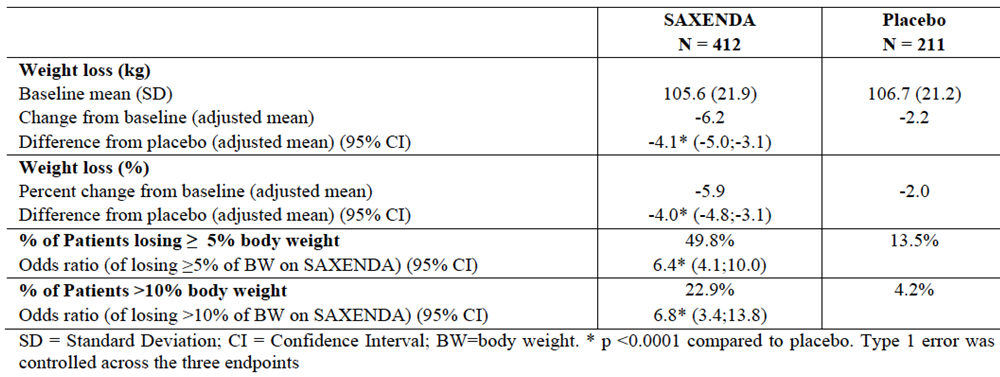 SAXENDA Placebo
N = 412 N = 211
Weight loss (kg)
Baseline mean (SD) 105.6 (21.9) 106.7 (21.2)
Change from baseline (adjusted mean) -6.2 -2.2
Difference from placebo (adjusted mean) (95% CI) -4.1* (-5.0;-3.1)
Weight loss (%)
Percent change from baseline (adjusted mean) -5.9 -2.0
Difference from placebo (adjusted mean) (95% CI) -4.0* (-4.8;-3.1)
% of Patients losing ≥ 5% body weight 49.8% 13.5%
Odds ratio (of losing ≥5% of BW on SAXENDA) (95% CI) 6.4* (4.1;10.0)
% of Patients >10% body weight 22.9% 4.2%
Odds ratio (of losing >10% of BW on SAXENDA) (95% CI) 6.8* (3.4;13.8)
SD = Standard Deviation; CI = Confidence Interval; BW=body weight. * p <0.0001 compared to placebo. Type 1 error was
controlled across the three endpoints